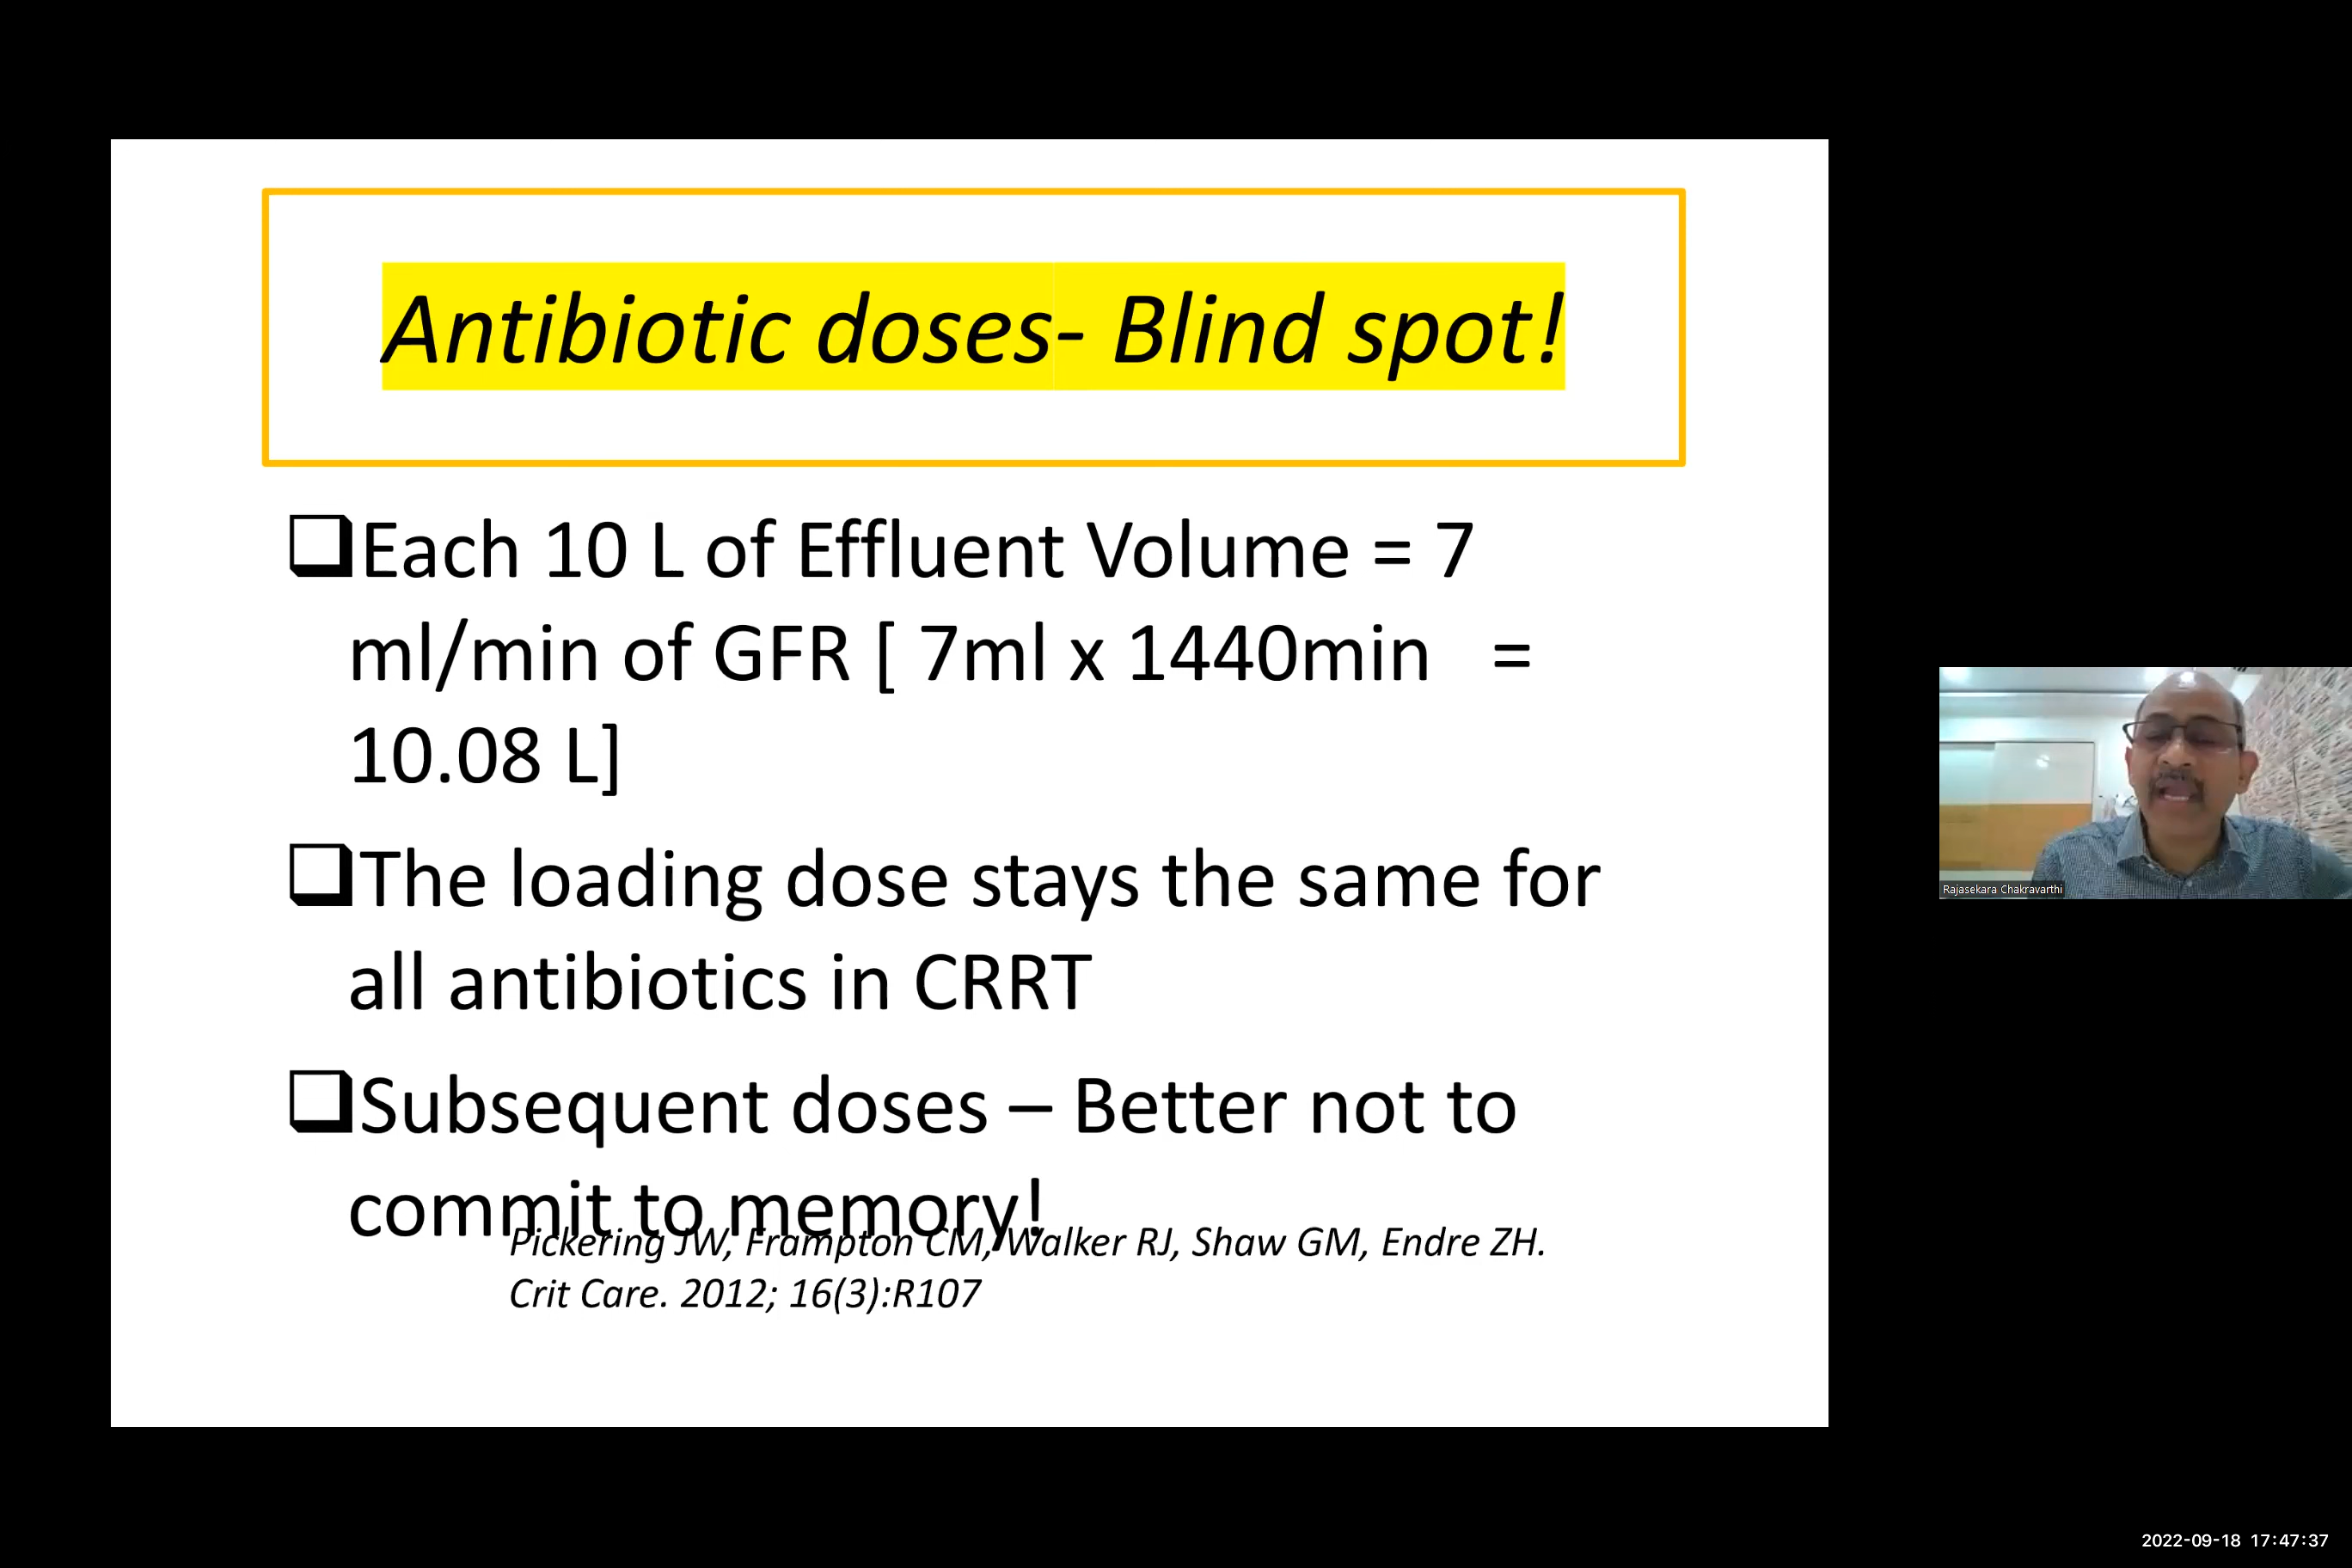 Antibiotic doses- Blind spot!
Each 10 L of Effluent Volume = 7
ml/min of GFR [ 7ml x 1440min =
10.08 L]
The loading dose stays the same for
all antibiotics in CRRT
Subsequent doses – Better not to
commit to memory!
Pickering JW, Frampton CM, Walker RJ, Shaw GM, Endre ZH.
Crit Care. 2012; 16(3):R107
Rajasekara Chakravarthi
2022-09-18 17:47:37